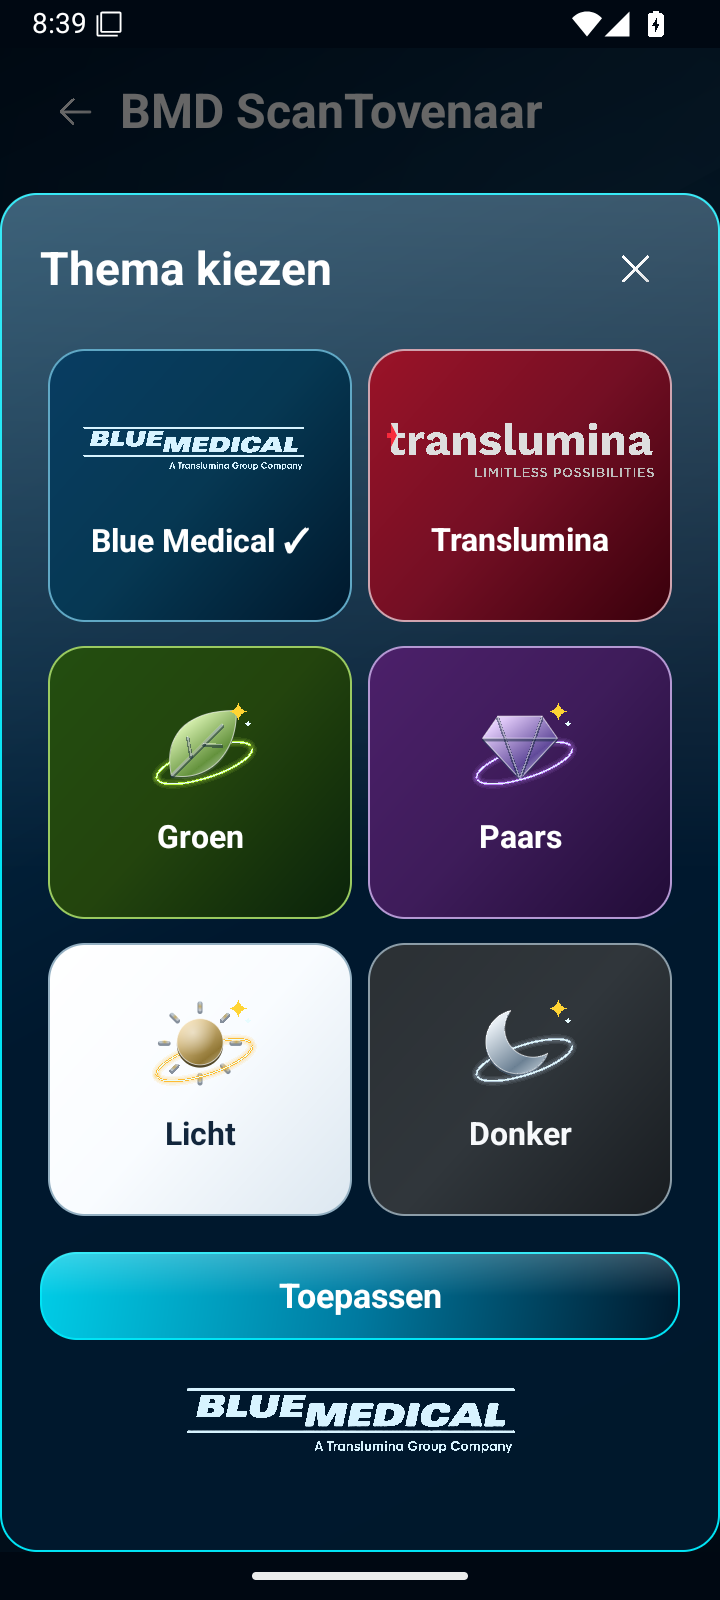 8:39
BMD ScanTovenaar
Thema kiezen
BLUEMEDICAL
A Translumina Group Company
Blue Medical ✓
translumina
LIMITLESS POSSIBILITIES
Translumina
Groen
Paars
Licht
Donker
Toepassen
BLUEMEDICAL
A Translumina Group Company